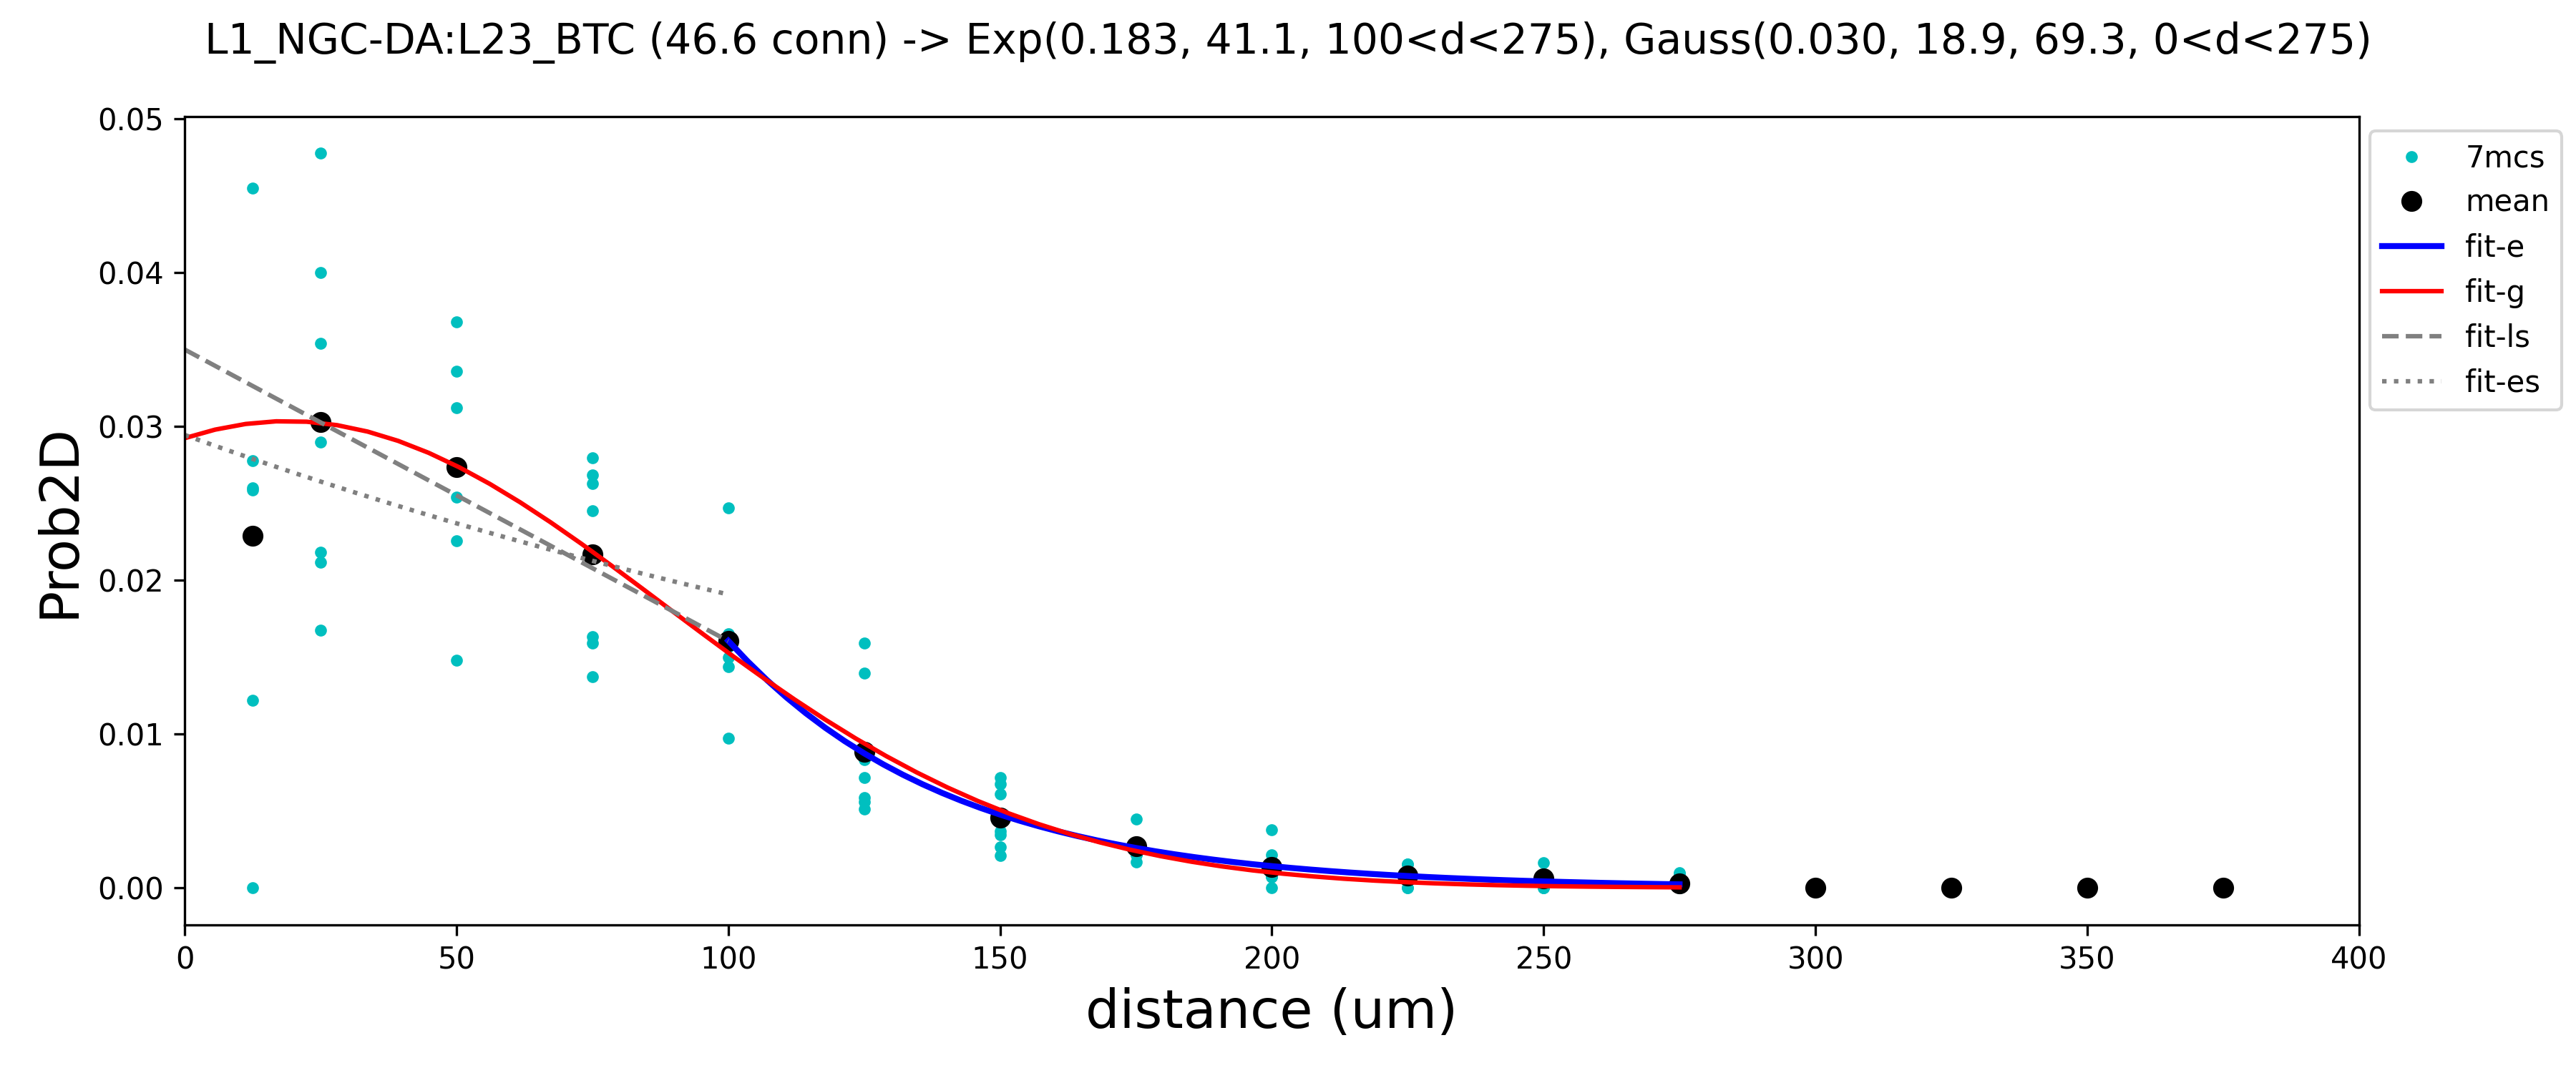 L1_NGC-DA:L23_BTC (46.6 conn) -> Exp(0.183, 41.1, 100<d<275), Gauss(0.030, 18.9, 69.3, 0<d<275)
0.05
0.04
0.03
0.02
0.01
0.00
Prob2D
0 50 100 150 200 250 300 350 400
distance (um)
7mcs
mean
fit-e
fit-g
fit-ls
fit-es